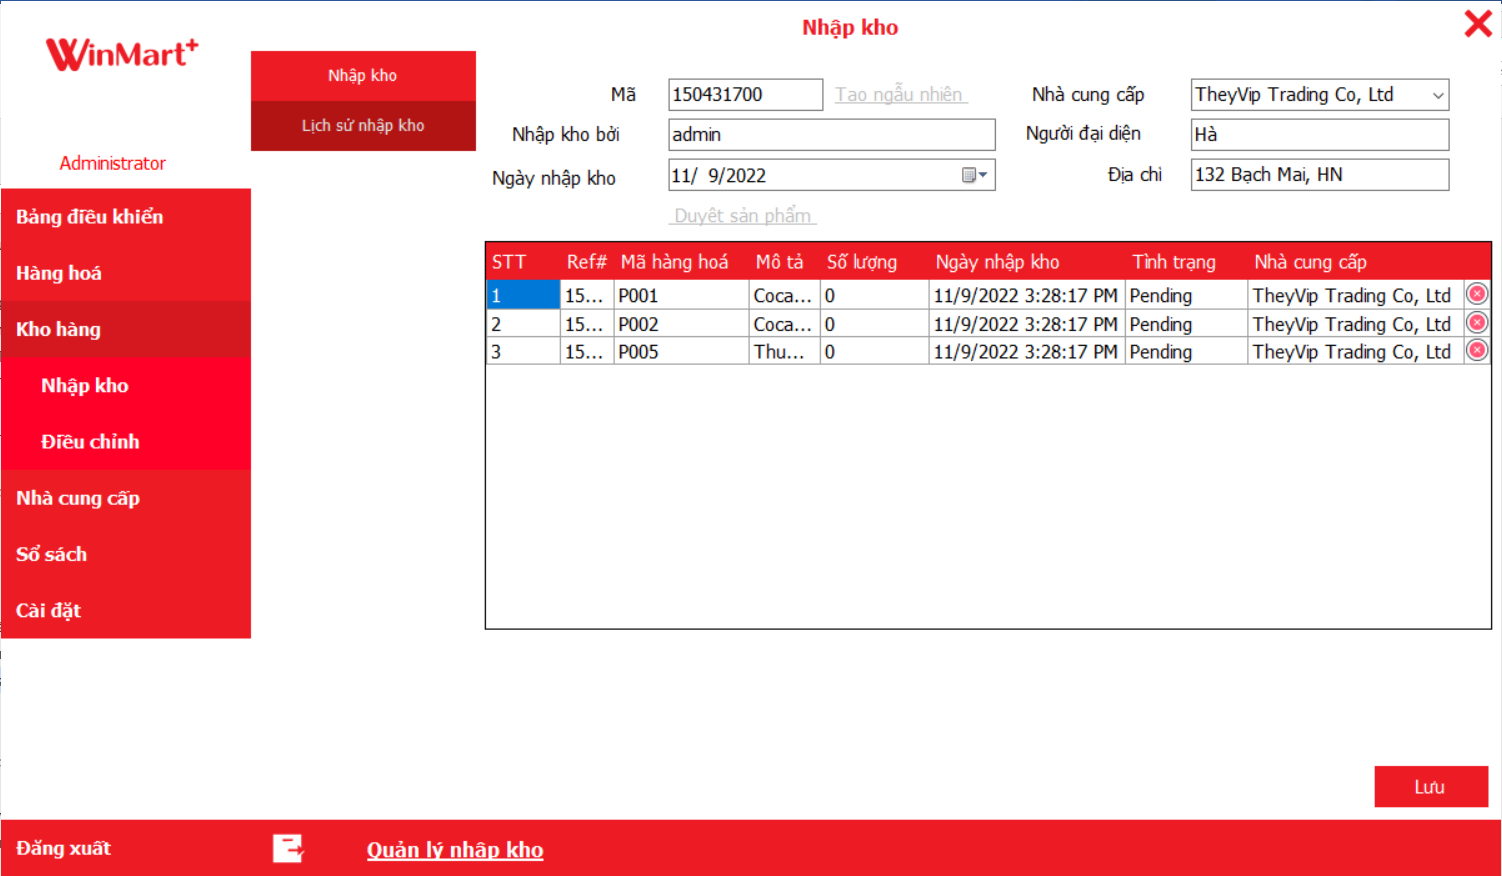 Nhập kho
WinMart+
Administrator
Bảng điều khiển
Hàng hoá
Kho hàng
Nhập kho
Điều chỉnh
Nhà cung cấp
Sổ sách
Cài đặt
Nhập kho
Lịch sử nhập kho
Mã 150431700 Tạo ngẫu nhiên Nhà cung cấp TheyVip Trading Co, Ltd
Nhập kho bởi admin Người đại diện Hà
Ngày nhập kho 11/ 9/2022 Địa chỉ 132 Bạch Mai, HN
Duyệt sản phẩm
STT Ref# Mã hàng hoá Mô tả Số lượng Ngày nhập kho Tình trạng Nhà cung cấp
1 15... P001 Coca... 0 11/9/2022 3:28:17 PM Pending TheyVip Trading Co, Ltd
2 15... P002 Coca... 0 11/9/2022 3:28:17 PM Pending TheyVip Trading Co, Ltd
3 15... P005 Thu... 0 11/9/2022 3:28:17 PM Pending TheyVip Trading Co, Ltd
Lưu
Đăng xuất
Quản lý nhập kho